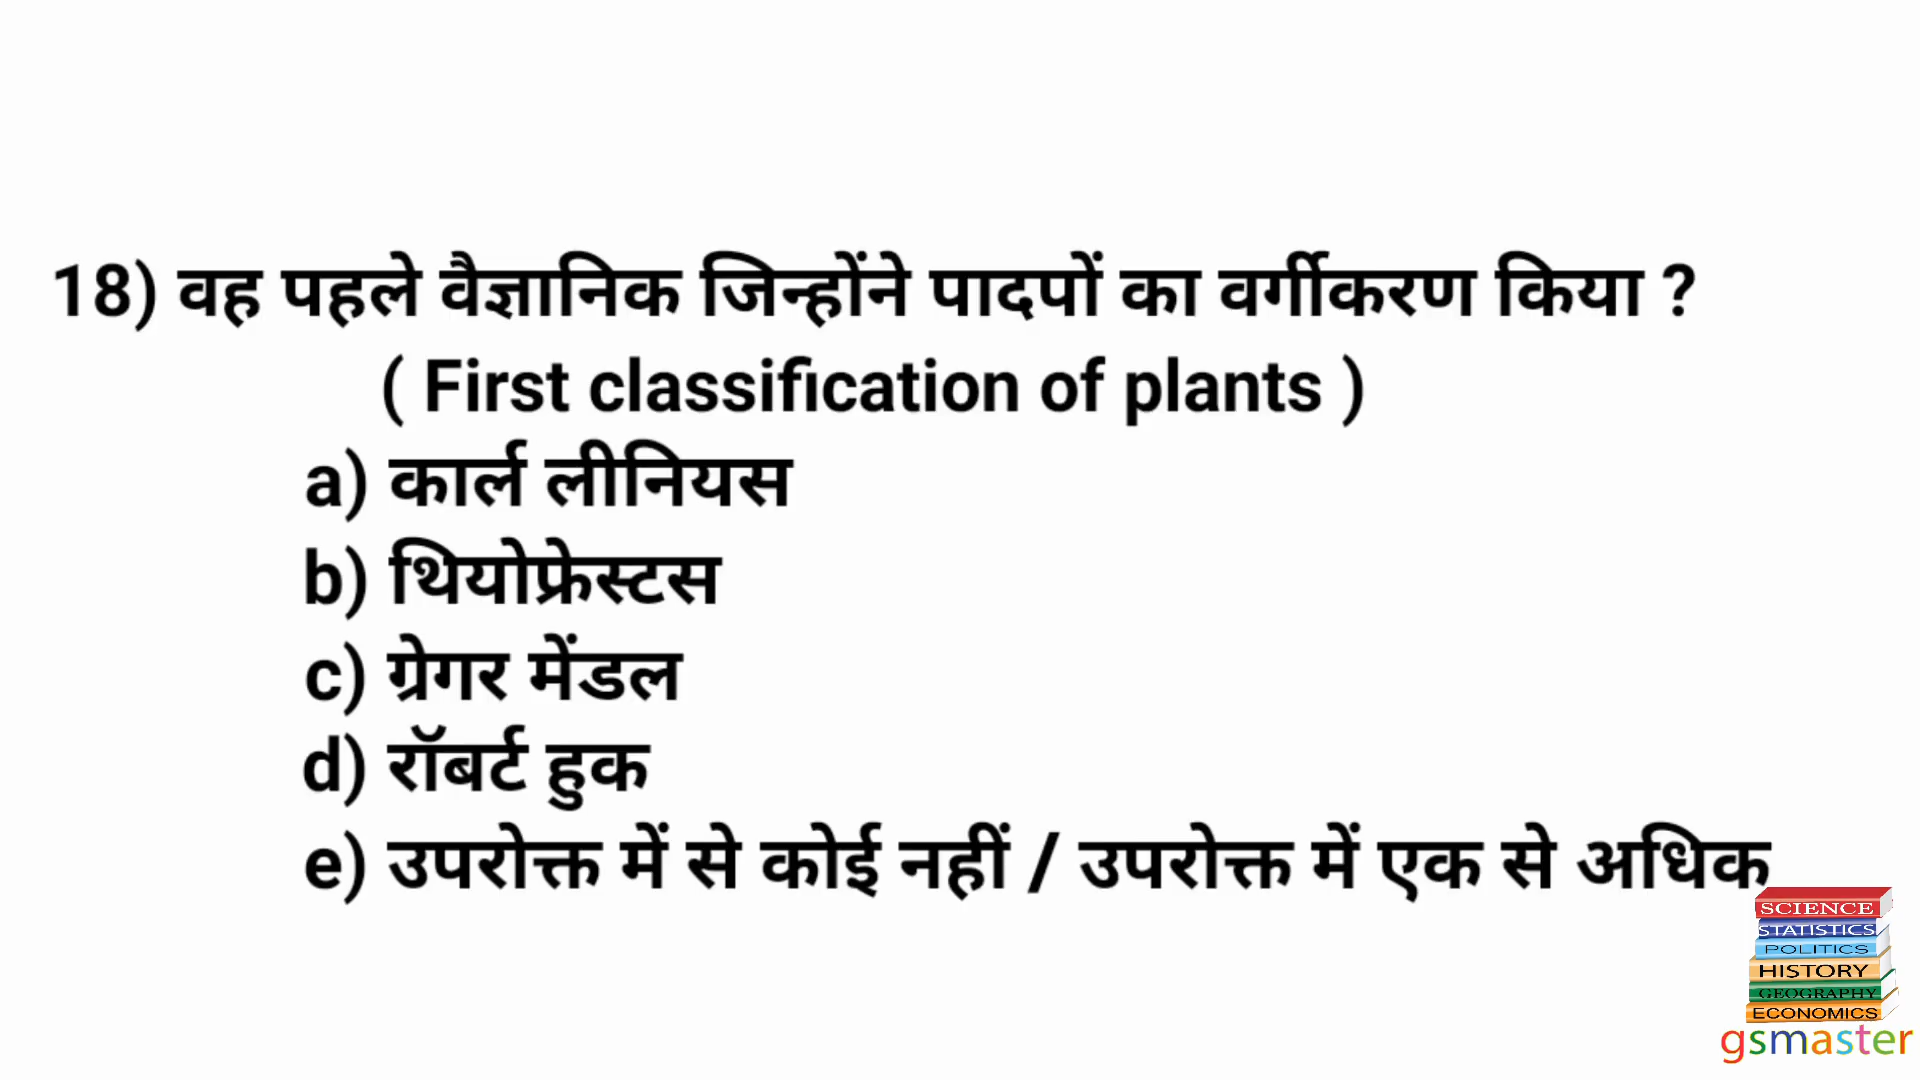 18) वह पहले वैज्ञानिक जिन्होंने पादपों का वर्गीकरण किया ?
( First classification of plants )
a) कार्ल लीनियस
b) थियोफ्रेस्टस
c) ग्रेगर मेंडल
d) रॉबर्ट हुक
e) उपरोक्त में से कोई नहीं / उपरोक्त में एक से अधिक
SCIENCE
STATISTICS
POLITICS
HISTORY
GEOGRAPHY
ECONOMICS
gsmaster